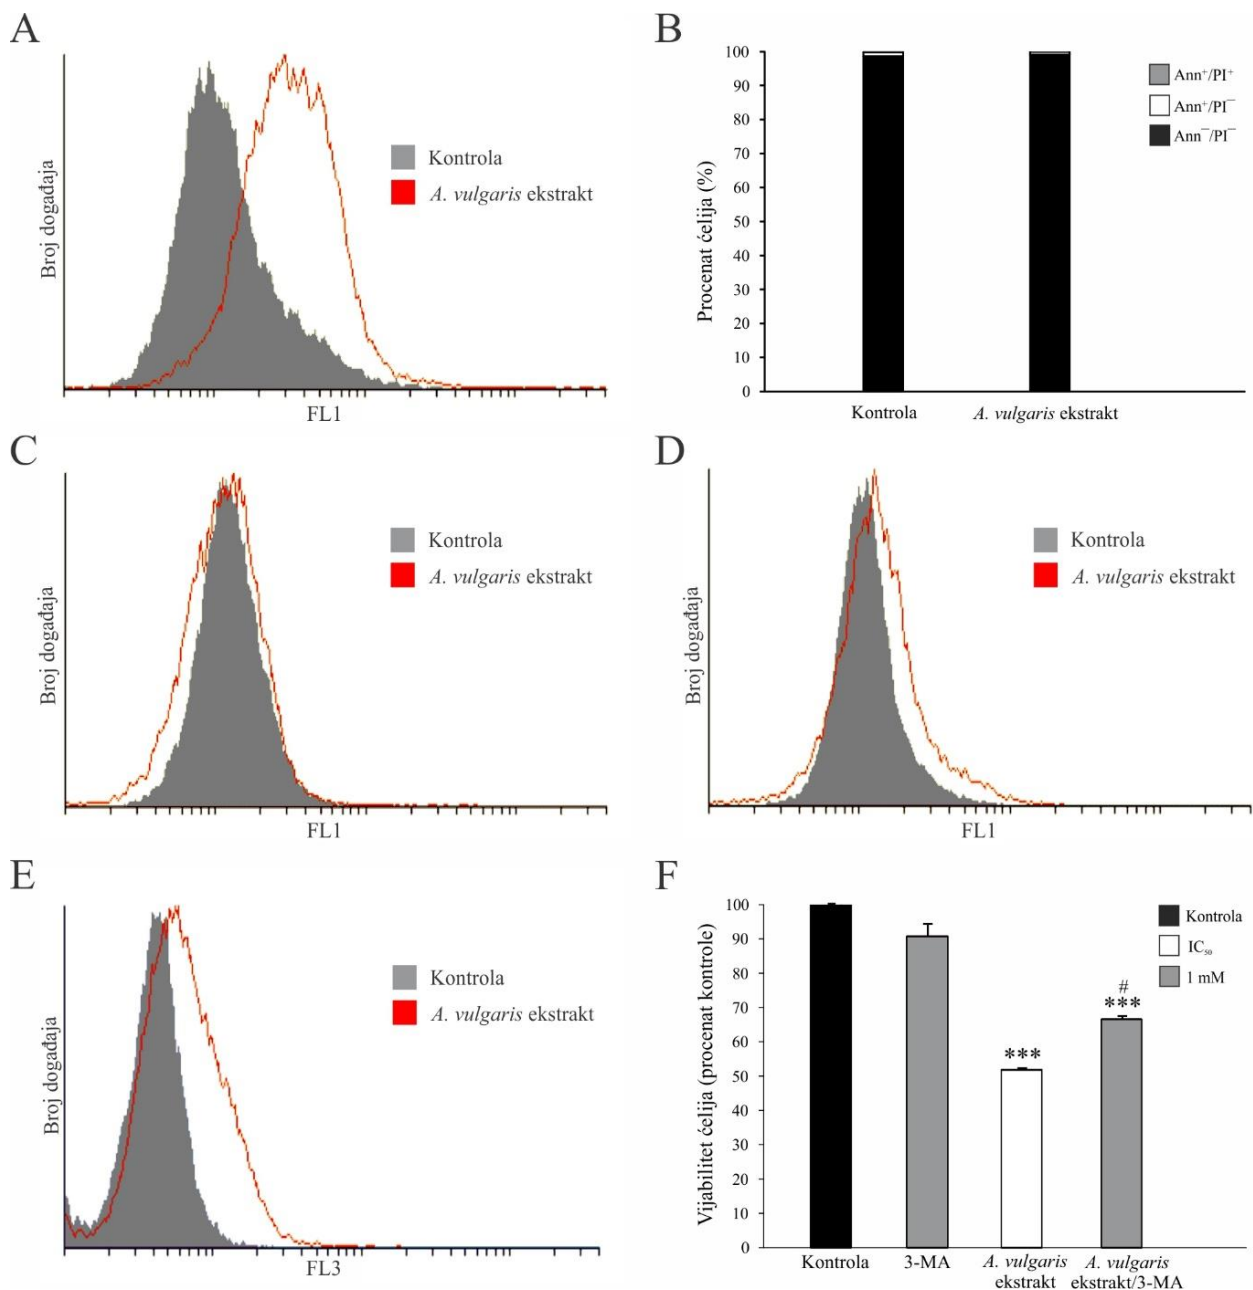 A
Broj događaja
Kontrola
A. vulgaris ekstrakt
FL1
B
Procenat ćelija (%)
100
90
80
70
60
50
40
30
20
10
0
Ann⁺/PI⁺
Ann⁺/PI⁻
Ann⁻/PI⁻
Kontrola
A. vulgaris ekstrakt
C
Broj događaja
Kontrola
A. vulgaris ekstrakt
FL1
D
Broj događaja
Kontrola
A. vulgaris ekstrakt
FL1
E
Broj događaja
Kontrola
A. vulgaris ekstrakt
FL3
F
Vijabilitet ćelija (procenat kontrole)
100
90
80
70
60
50
40
30
20
10
0
Kontrola
IC₅₀
1 mM
***
#
***
Kontrola
3-MA
A. vulgaris
ekstrakt
A. vulgaris
ekstrakt/3-MA